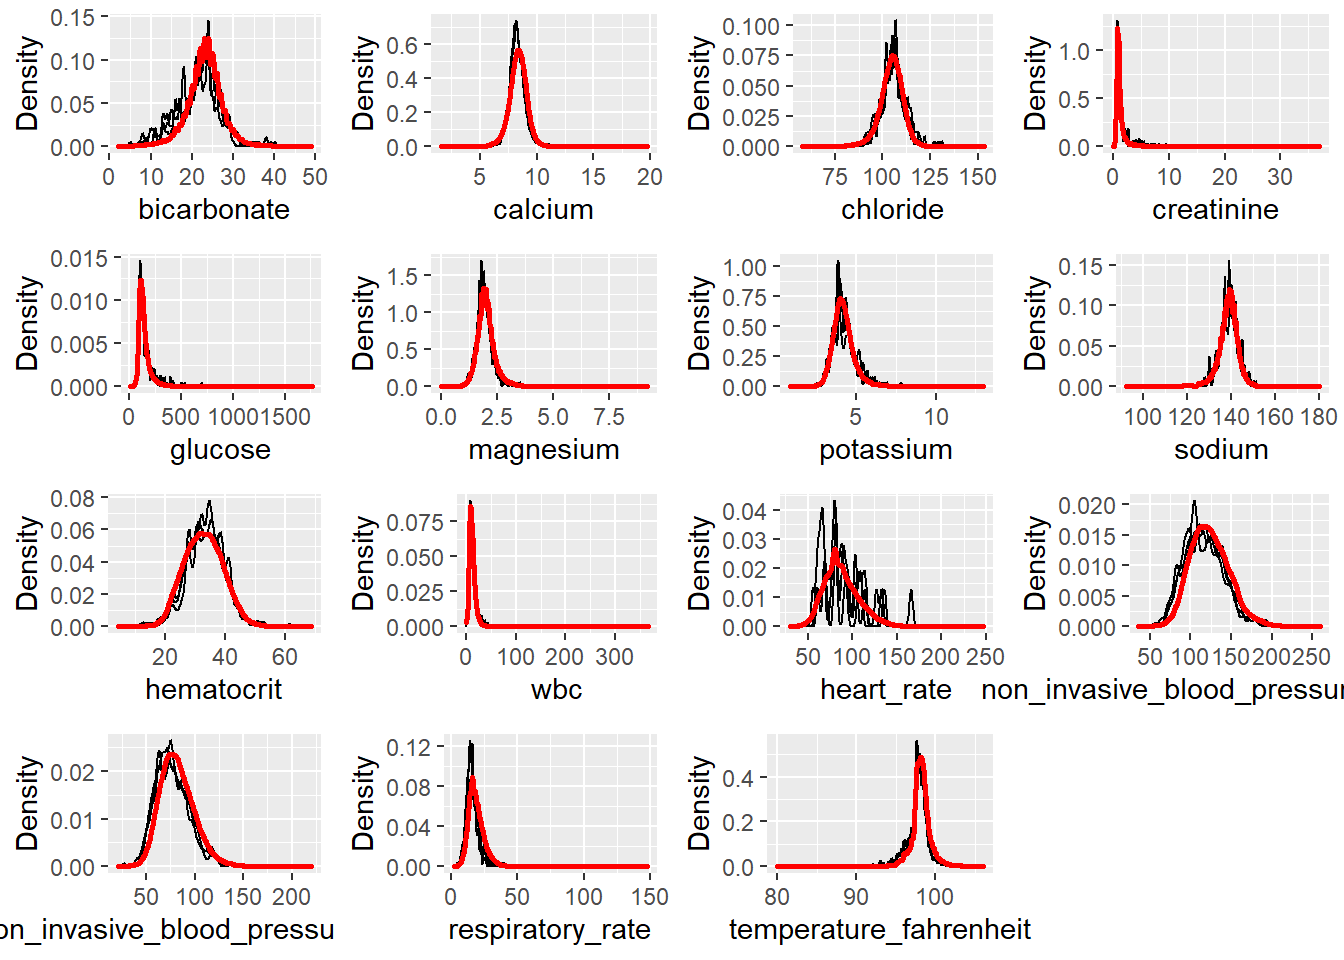 Density
0.15
0.10
0.05
0.00
0 10 20 30 40 50
bicarbonate
Density
0.6
0.4
0.2
0.0
5 10 15 20
calcium
Density
0.100
0.075
0.050
0.025
0.000
75 100 125 150
chloride
Density
1.0
0.5
0.0
0 10 20 30
creatinine
Density
0.015
0.010
0.005
0.000
0 500 1000 1500
glucose
Density
1.5
1.0
0.5
0.0
0.0 2.5 5.0 7.5
magnesium
Density
1.00
0.75
0.50
0.25
0.00
5 10
potassium
Density
0.15
0.10
0.05
0.00
100 120 140 160 180
sodium
Density
0.08
0.06
0.04
0.02
0.00
20 40 60
hematocrit
Density
0.075
0.050
0.025
0.000
0 100 200 300
wbc
Density
0.04
0.03
0.02
0.01
0.00
50 100 150 200 250
heart_rate
Density
0.020
0.015
0.010
0.005
0.000
50 100 150 200 250
non_invasive_blood_pressur
Density
0.02
0.01
0.00
50 100 150 200
on_invasive_blood_pressu
Density
0.12
0.08
0.04
0.00
0 50 100 150
respiratory_rate
Density
0.4
0.2
0.0
80 90 100
temperature_fahrenheit